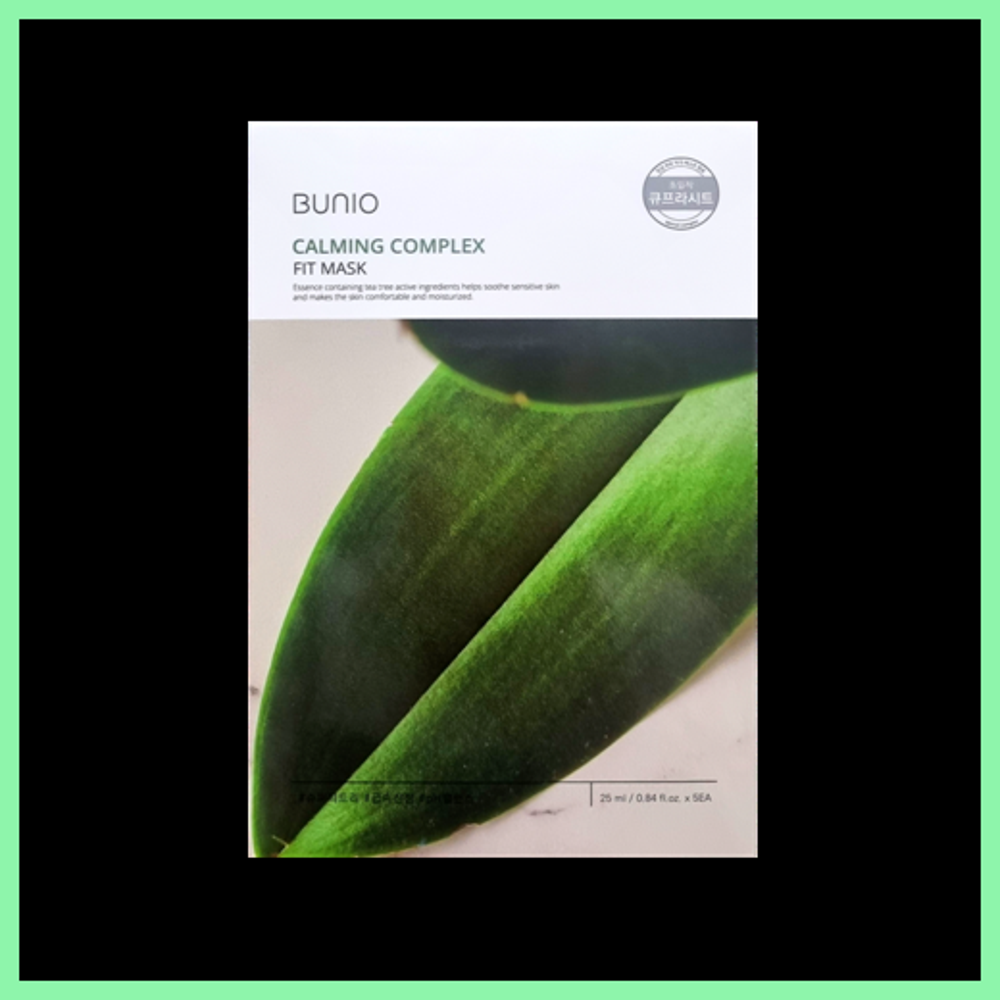 BUNIO
CALMING COMPLEX
FIT MASK
Essence containing tea tree active ingredients helps soothe sensitive skin
and makes the skin comfortable and moisturized.
큐프라시트
25 ml / 0.84 fl.oz. x 5EA